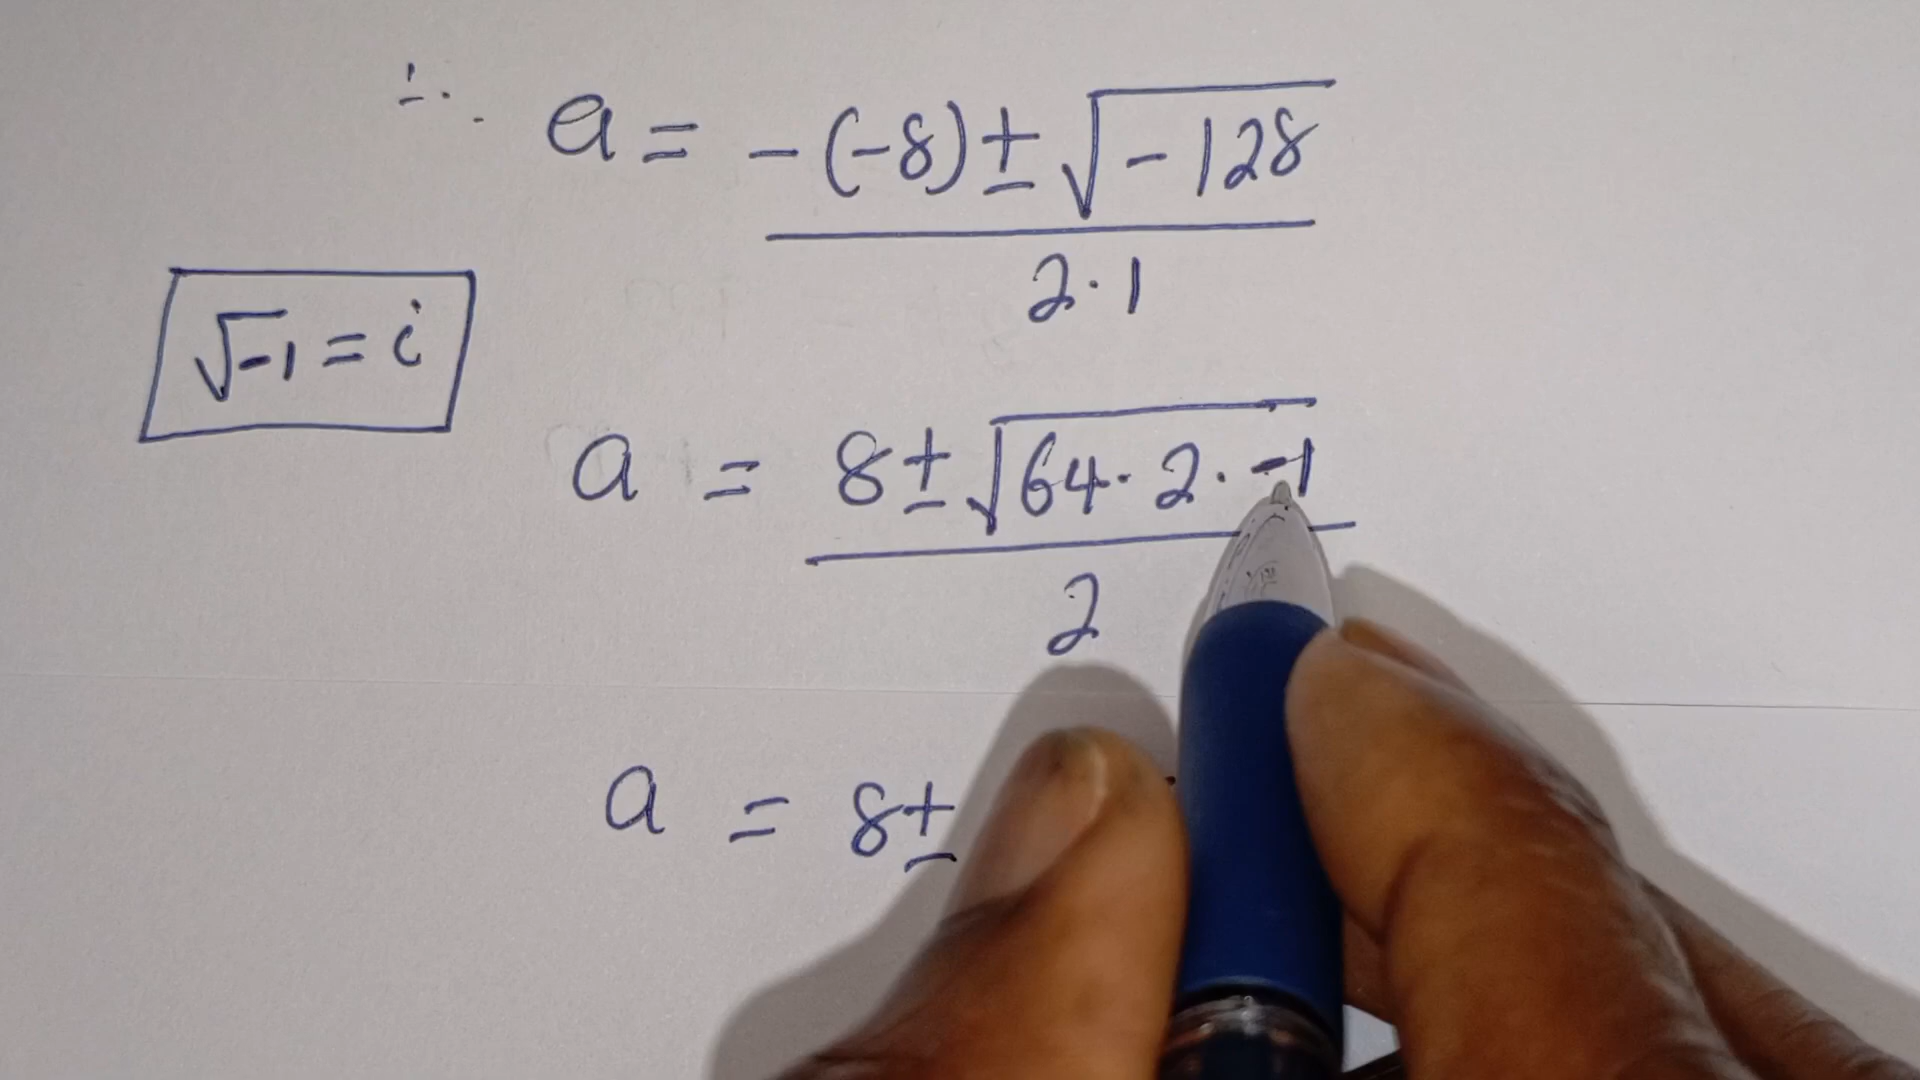 ∴ a = -(-8) ± √-128
2·1
√-1 = i
a = 8 ± √64·2·-1
2
a = 8 ±